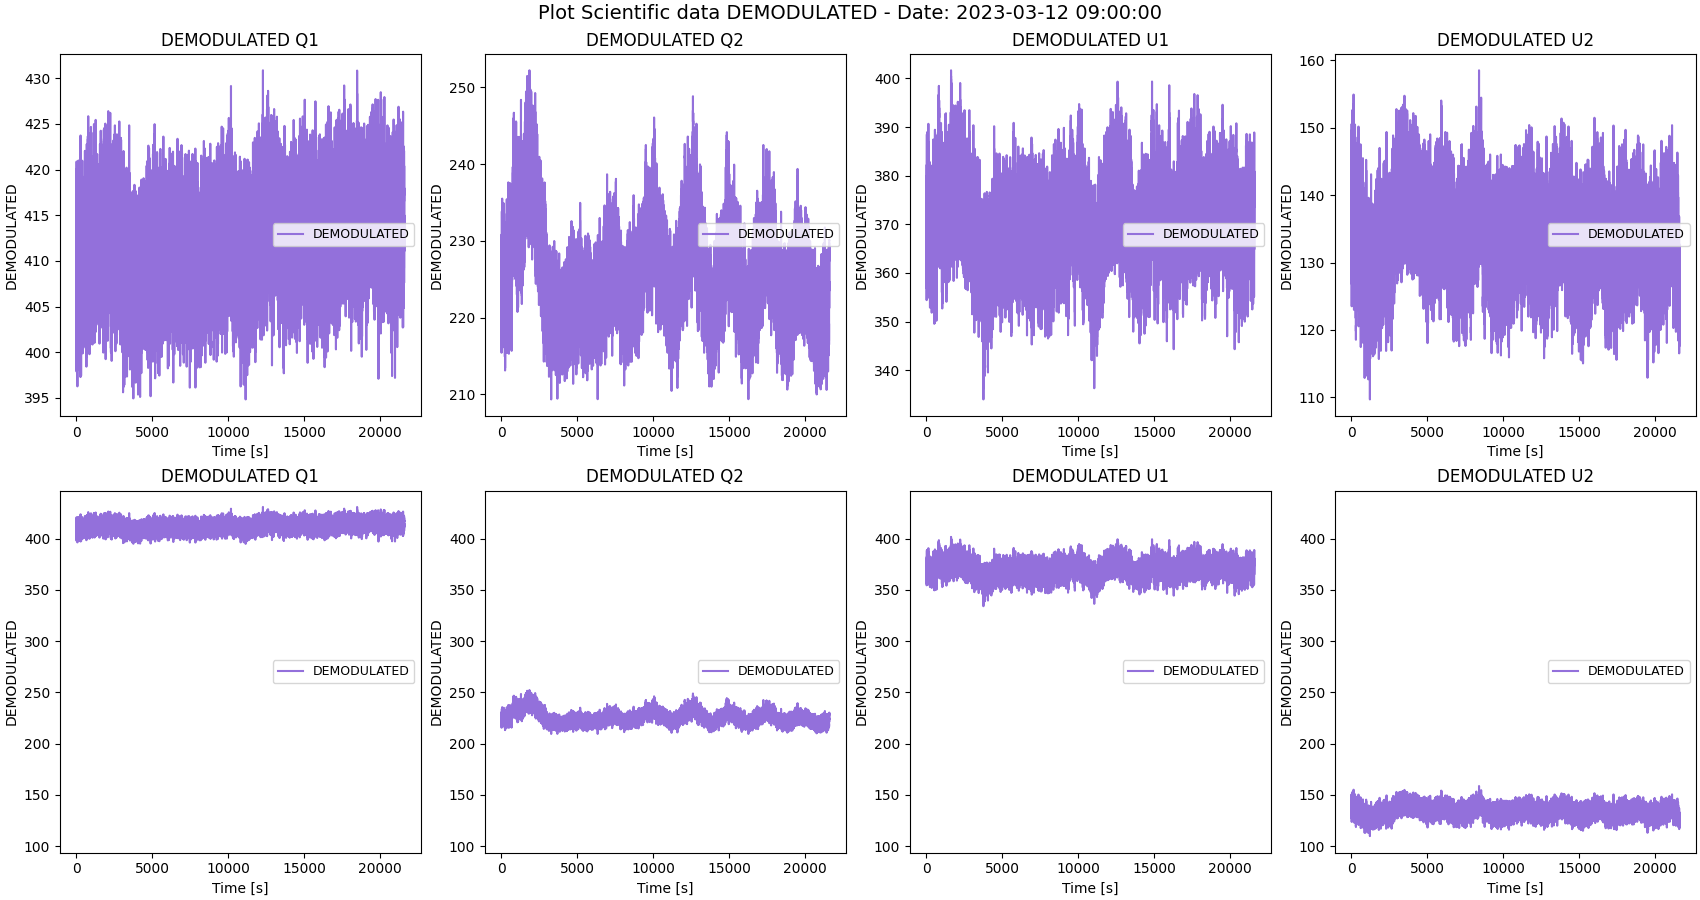 Plot Scientific data DEMODULATED - Date: 2023-03-12 09:00:00
DEMODULATED Q1
DEMODULATED
430
425
420
415
410
405
400
395
DEMODULATED
0 5000 10000 15000 20000
Time [s]
DEMODULATED Q2
DEMODULATED
250
240
230
220
210
DEMODULATED
0 5000 10000 15000 20000
Time [s]
DEMODULATED U1
DEMODULATED
400
390
380
370
360
350
340
DEMODULATED
0 5000 10000 15000 20000
Time [s]
DEMODULATED U2
DEMODULATED
160
150
140
130
120
110
DEMODULATED
0 5000 10000 15000 20000
Time [s]
DEMODULATED Q1
DEMODULATED
400
350
300
250
200
150
100
DEMODULATED
0 5000 10000 15000 20000
Time [s]
DEMODULATED Q2
DEMODULATED
400
350
300
250
200
150
100
DEMODULATED
0 5000 10000 15000 20000
Time [s]
DEMODULATED U1
DEMODULATED
400
350
300
250
200
150
100
DEMODULATED
0 5000 10000 15000 20000
Time [s]
DEMODULATED U2
DEMODULATED
400
350
300
250
200
150
100
DEMODULATED
0 5000 10000 15000 20000
Time [s]